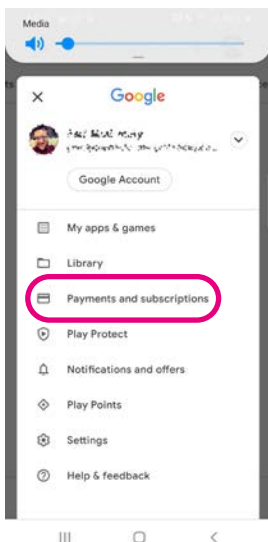 Media
Google
Google Account
My apps & games
Library
Payments and subscriptions
Play Protect
Notifications and offers
Play Points
Settings
Help & feedback